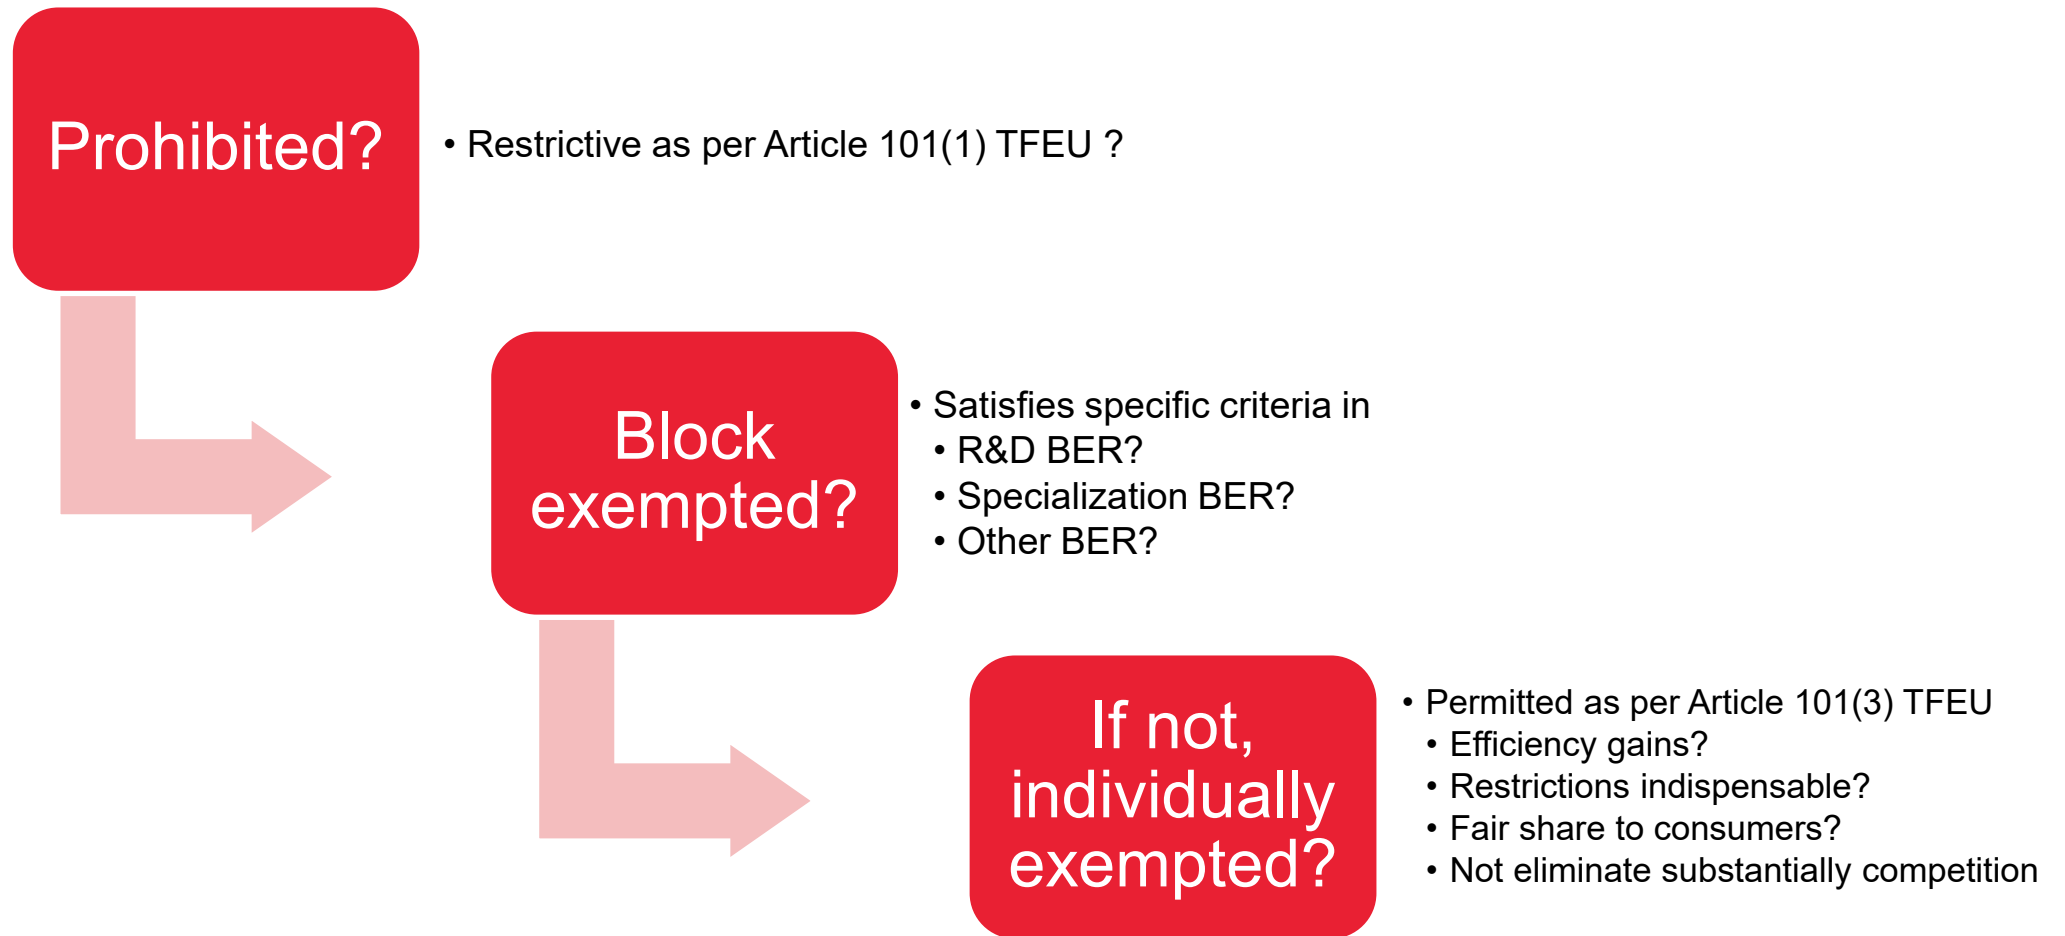 Prohibited?
• Restrictive as per Article 101(1) TFEU ?
Block
exempted?
• Satisfies specific criteria in
• R&D BER?
• Specialization BER?
• Other BER?
If not,
individually
exempted?
• Permitted as per Article 101(3) TFEU
• Efficiency gains?
• Restrictions indispensable?
• Fair share to consumers?
• Not eliminate substantially competition